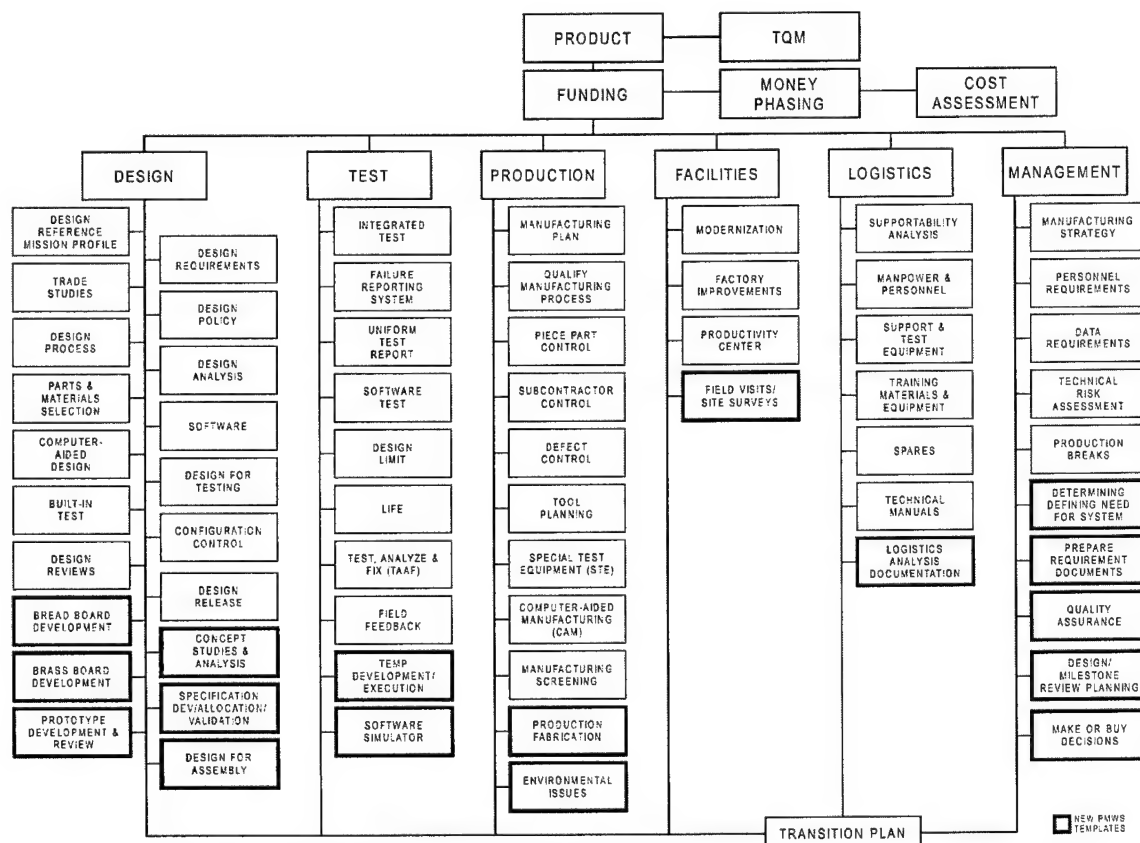 PRODUCT
TQM
FUNDING
MONEY
PHASING
COST
ASSESSMENT
DESIGN
TEST
PRODUCTION
FACILITIES
LOGISTICS
MANAGEMENT
DESIGN
REFERENCE
MISSION PROFILE
TRADE
STUDIES
DESIGN
PROCESS
PARTS &
MATERIALS
SELECTION
COMPUTER-
AIDED
DESIGN
BUILT-IN
TEST
DESIGN
REVIEWS
BREAD BOARD
DEVELOPMENT
BRASS BOARD
DEVELOPMENT
PROTOTYPE
DEVELOPMENT &
REVIEW
DESIGN
REQUIREMENTS
DESIGN
POLICY
DESIGN
ANALYSIS
SOFTWARE
DESIGN FOR
TESTING
CONFIGURATION
CONTROL
DESIGN
RELEASE
CONCEPT
STUDIES &
ANALYSIS
SPECIFICATION
DEV/ALLOCATION/
VALIDATION
DESIGN FOR
ASSEMBLY
INTEGRATED
TEST
FAILURE
REPORTING
SYSTEM
UNIFORM
TEST
REPORT
SOFTWARE
TEST
DESIGN
LIMIT
LIFE
TEST, ANALYZE &
FIX (TAAF)
FIELD
FEEDBACK
TEMP
DEVELOPMENT/
EXECUTION
SOFTWARE
SIMULATOR
MANUFACTURING
PLAN
QUALIFY
MANUFACTURING
PROCESS
PIECE PART
CONTROL
SUBCONTRACTOR
CONTROL
DEFECT
CONTROL
TOOL
PLANNING
SPECIAL TEST
EQUIPMENT (STE)
COMPUTER-AIDED
MANUFACTURING
(CAM)
MANUFACTURING
SCREENING
PRODUCTION
FABRICATION
ENVIRONMENTAL
ISSUES
MODERNIZATION
FACTORY
IMPROVEMENTS
PRODUCTIVITY
CENTER
FIELD VISITS/
SITE SURVEYS
SUPPORTABILITY
ANALYSIS
MANPOWER &
PERSONNEL
SUPPORT &
TEST
EQUIPMENT
TRAINING
MATERIALS &
EQUIPMENT
SPARES
TECHNICAL
MANUALS
LOGISTICS
ANALYSIS
DOCUMENTATION
MANUFACTURING
STRATEGY
PERSONNEL
REQUIREMENTS
DATA
REQUIREMENTS
TECHNICAL
RISK
ASSESSMENT
PRODUCTION
BREAKS
DETERMINING
DEFINING NEED
FOR SYSTEM
PREPARE
REQUIREMENT
DOCUMENTS
QUALITY
ASSURANCE
DESIGN/
MILESTONE
REVIEW PLANNING
MAKE OR BUY
DECISIONS
TRANSITION PLAN
NEW PMWS
TEMPLATES